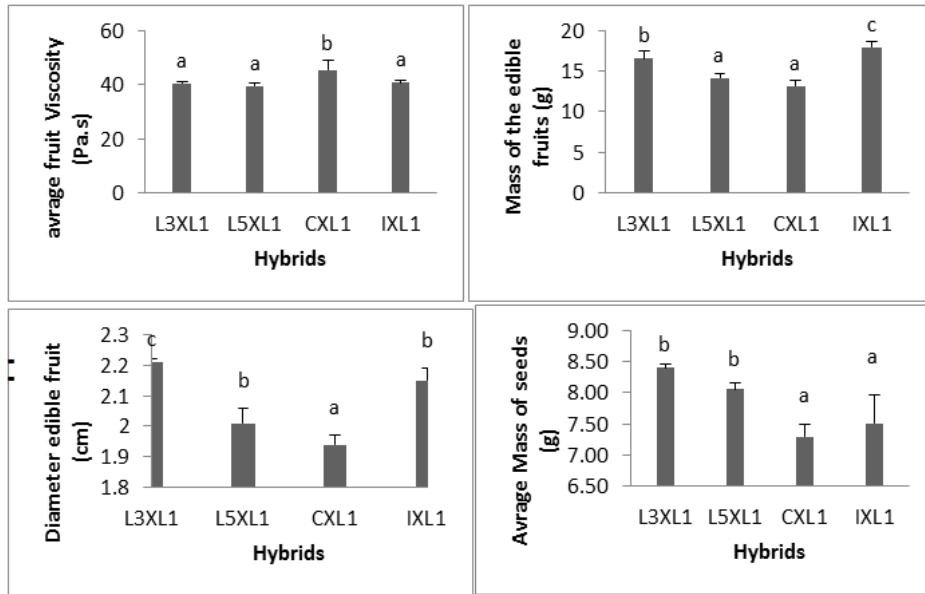 avrage fruit Viscosity
(Pa.s)
60
40
20
0
a
a
b
a
L3XL1 L5XL1 CXL1 IXL1
Hybrids
Mass of the edible
fruits (g)
20
15
10
5
0
b
a
a
c
L3XL1 L5XL1 CXL1 IXL1
Hybrids
Diameter edible fruit
(cm)
2.3
2.2
2.1
2
1.9
1.8
c
b
a
b
L3XL1 L5XL1 CXL1 IXL1
Hybrids
Avrage Mass of seeds
(g)
9.00
8.50
8.00
7.50
7.00
6.50
b
b
a
a
L3XL1 L5XL1 CXL1 IXL1
Hybrids